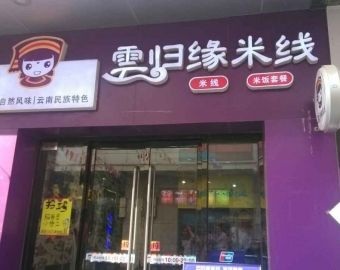 雲归缘米线
米线 米饭套餐
自然风味|云南民族特色